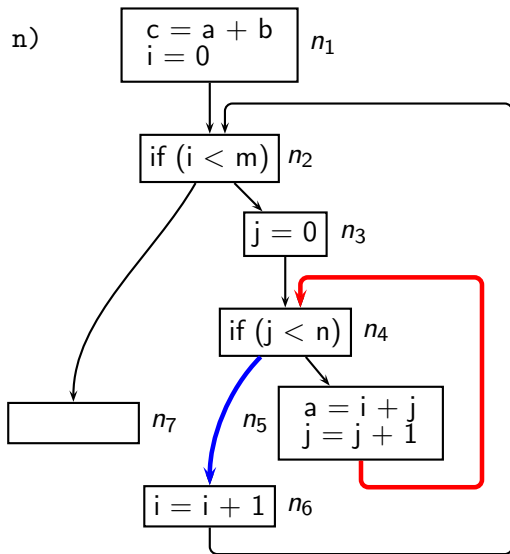 n)
c = a + b
i = 0
n1
if (i < m)
n2
j = 0
n3
if (j < n)
n4
n7
n5
a = i + j
j = j + 1
i = i + 1
n6